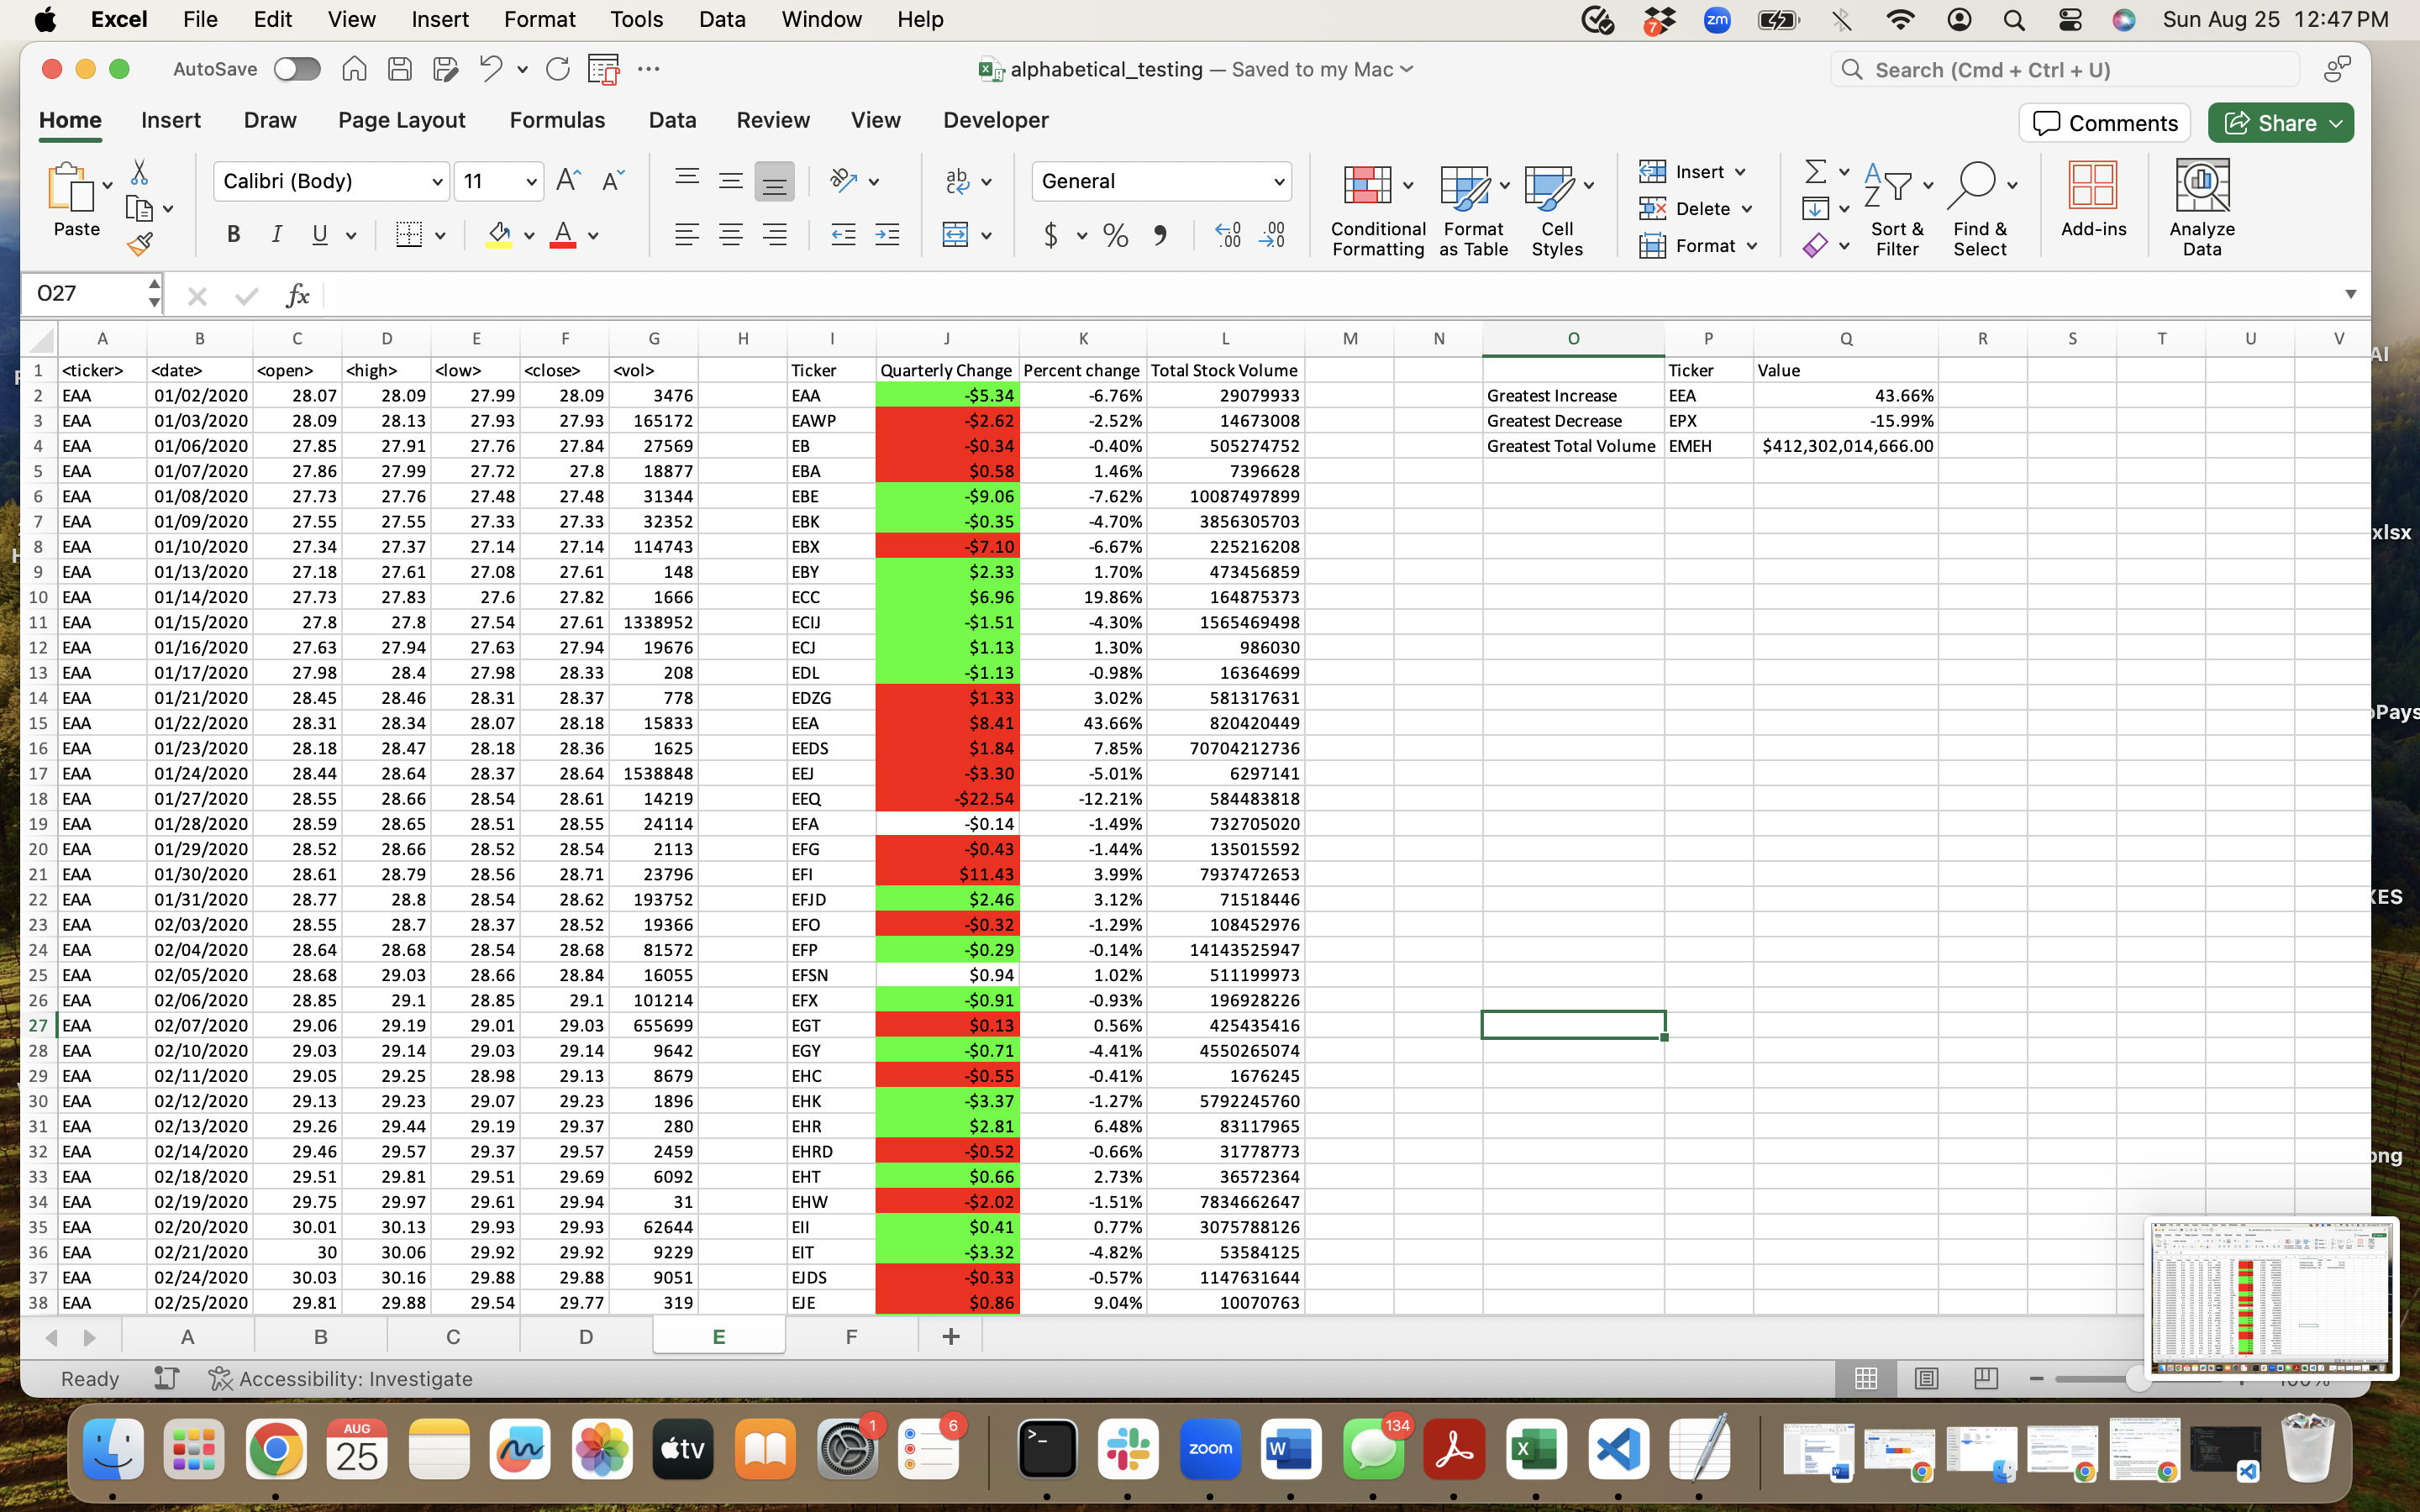 Excel File Edit View Insert Format Tools Data Window Help 7 zm Sun Aug 25 12:47 PM
AutoSave alphabetical_testing — Saved to my Mac Search (Cmd + Ctrl + U)
Home Insert Draw Page Layout Formulas Data Review View Developer Comments Share
Paste Calibri (Body) 11 General Conditional Formatting Format as Table Cell Styles Insert Delete Format Sort & Filter Find & Select Add-ins Analyze Data
O27 fx
A B C D E F G H I J K L M N O P Q R S T U V
1 <ticker> <date> <open> <high> <low> <close> <vol> Ticker Quarterly Change Percent change Total Stock Volume Ticker Value
2 EAA 01/02/2020 28.07 28.09 27.99 28.09 3476 EAA -$5.34 -6.76% 29079933 Greatest Increase EEA 43.66%
3 EAA 01/03/2020 28.09 28.13 27.93 27.93 165172 EAWP -$2.62 -2.52% 14673008 Greatest Decrease EPX -15.99%
4 EAA 01/06/2020 27.85 27.91 27.76 27.84 27569 EB -$0.34 -0.40% 505274752 Greatest Total Volume EMEH $412,302,014,666.00
5 EAA 01/07/2020 27.86 27.99 27.72 27.8 18877 EBA $0.58 1.46% 7396628
6 EAA 01/08/2020 27.73 27.76 27.48 27.48 31344 EBE -$9.06 -7.62% 10087497899
7 EAA 01/09/2020 27.55 27.55 27.33 27.33 32352 EBK -$0.35 -4.70% 3856305703
8 EAA 01/10/2020 27.34 27.37 27.14 27.14 114743 EBX -$7.10 -6.67% 225216208
9 EAA 01/13/2020 27.18 27.61 27.08 27.61 148 EBY $2.33 1.70% 473456859
10 EAA 01/14/2020 27.73 27.83 27.6 27.82 1666 ECC $6.96 19.86% 164875373
11 EAA 01/15/2020 27.8 27.8 27.54 27.61 1338952 ECIJ -$1.51 -4.30% 1565469498
12 EAA 01/16/2020 27.63 27.94 27.63 27.94 19676 ECJ $1.13 1.30% 986030
13 EAA 01/17/2020 27.98 28.4 27.98 28.33 208 EDL -$1.13 -0.98% 16364699
14 EAA 01/21/2020 28.45 28.46 28.31 28.37 778 EDZG $1.33 3.02% 581317631
15 EAA 01/22/2020 28.31 28.34 28.07 28.18 15833 EEA $8.41 43.66% 820420449
16 EAA 01/23/2020 28.18 28.47 28.18 28.36 1625 EEDS $1.84 7.85% 70704212736
17 EAA 01/24/2020 28.44 28.64 28.37 28.64 1538848 EEJ -$3.30 -5.01% 6297141
18 EAA 01/27/2020 28.55 28.66 28.54 28.61 14219 EEQ -$22.54 -12.21% 584483818
19 EAA 01/28/2020 28.59 28.65 28.51 28.55 24114 EFA -$0.14 -1.49% 732705020
20 EAA 01/29/2020 28.52 28.66 28.52 28.54 2113 EFG -$0.43 -1.44% 135015592
21 EAA 01/30/2020 28.61 28.79 28.56 28.71 23796 EFI $11.43 3.99% 7937472653
22 EAA 01/31/2020 28.77 28.8 28.54 28.62 193752 EFJD $2.46 3.12% 71518446
23 EAA 02/03/2020 28.55 28.7 28.37 28.52 19366 EFO -$0.32 -1.29% 108452976
24 EAA 02/04/2020 28.64 28.68 28.54 28.68 81572 EFP -$0.29 -0.14% 14143525947
25 EAA 02/05/2020 28.68 29.03 28.66 28.84 16055 EFSN $0.94 1.02% 511199973
26 EAA 02/06/2020 28.85 29.1 28.85 29.1 101214 EFX -$0.91 -0.93% 196928226
27 EAA 02/07/2020 29.06 29.19 29.01 29.03 655699 EGT $0.13 0.56% 425435416
28 EAA 02/10/2020 29.03 29.14 29.03 29.14 9642 EGY -$0.71 -4.41% 4550265074
29 EAA 02/11/2020 29.05 29.25 28.98 29.13 8679 EHC -$0.55 -0.41% 1676245
30 EAA 02/12/2020 29.13 29.23 29.07 29.23 1896 EHK -$3.37 -1.27% 5792245760
31 EAA 02/13/2020 29.26 29.44 29.19 29.37 280 EHR $2.81 6.48% 83117965
32 EAA 02/14/2020 29.46 29.57 29.37 29.57 2459 EHRD -$0.52 -0.66% 31778773
33 EAA 02/18/2020 29.51 29.81 29.51 29.69 6092 EHT $0.66 2.73% 36572364
34 EAA 02/19/2020 29.75 29.97 29.61 29.94 31 EHW -$2.02 -1.51% 7834662647
35 EAA 02/20/2020 30.01 30.13 29.93 29.93 62644 EII $0.41 0.77% 3075788126
36 EAA 02/21/2020 30 30.06 29.92 29.92 9229 EIT -$3.32 -4.82% 53584125
37 EAA 02/24/2020 30.03 30.16 29.88 29.88 9051 EJDS -$0.33 -0.57% 1147631644
38 EAA 02/25/2020 29.81 29.88 29.54 29.77 319 EJE $0.86 9.04% 10070763
A B C D E F +
Ready Accessibility: Investigate
AUG 25 tv 1 6 zoom W 134 X
AI
xlsx
Pays
KES
png